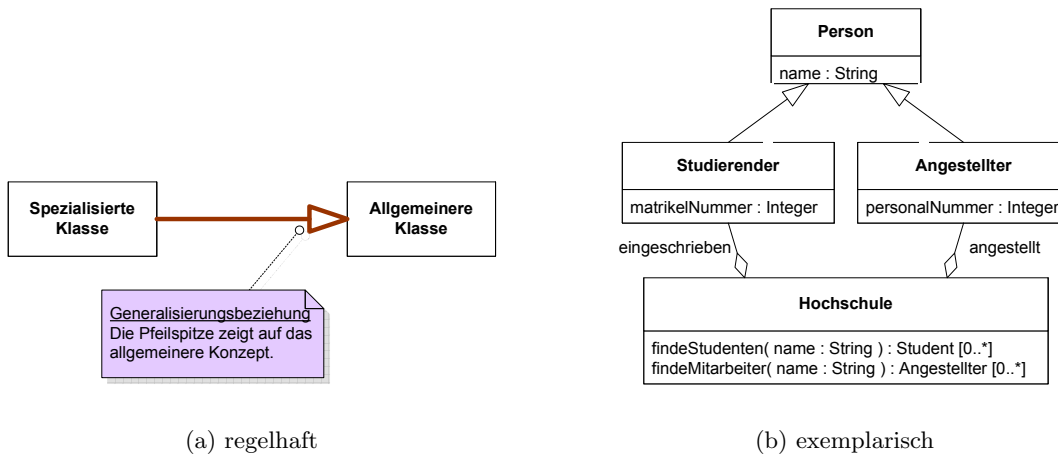 Spezialisierte
Klasse
Allgemeinere
Klasse
Generalisierungsbeziehung
Die Pfeilspitze zeigt auf das
allgemeinere Konzept.
(a) regelhaft
Person
name : String
Studierender
matrikelNummer : Integer
Angestellter
personalNummer : Integer
eingeschrieben
angestellt
Hochschule
findeStudenten( name : String ) : Student [0..*]
findeMitarbeiter( name : String ) : Angestellter [0..*]
(b) exemplarisch